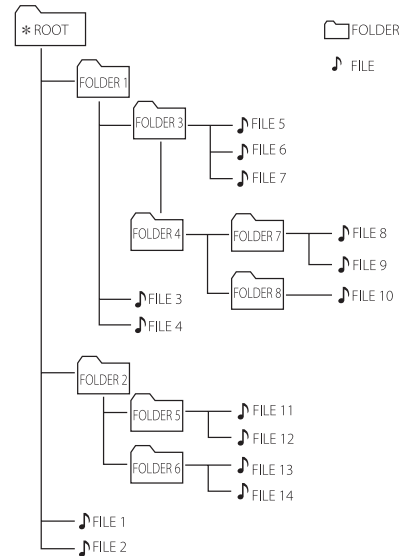 * ROOT
FOLDER
FILE
FOLDER 1
FOLDER 3
FILE 5
FILE 6
FILE 7
FOLDER 4
FOLDER 7
FILE 8
FILE 9
FOLDER 8
FILE 10
FILE 3
FILE 4
FOLDER 2
FOLDER 5
FILE 11
FILE 12
FOLDER 6
FILE 13
FILE 14
FILE 1
FILE 2